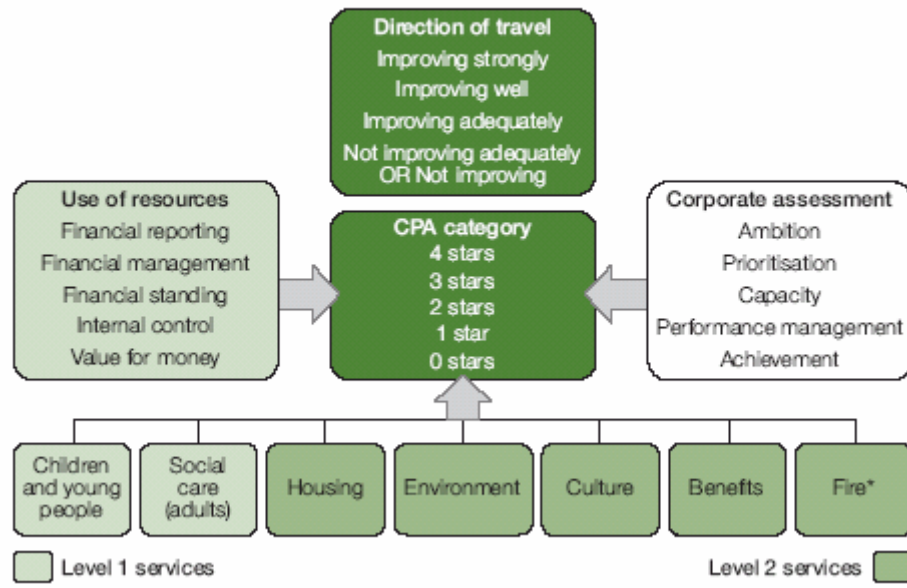 Direction of travel
Improving strongly
Improving well
Improving adequately
Not improving adequately
OR Not improving
Use of resources
Financial reporting
Financial management
Financial standing
Internal control
Value for money
CPA category
4 stars
3 stars
2 stars
1 star
0 stars
Corporate assessment
Ambition
Prioritisation
Capacity
Performance management
Achievement
Children
and young
people
Social
care
(adults)
Housing
Environment
Culture
Benefits
Fire*
Level 1 services
Level 2 services